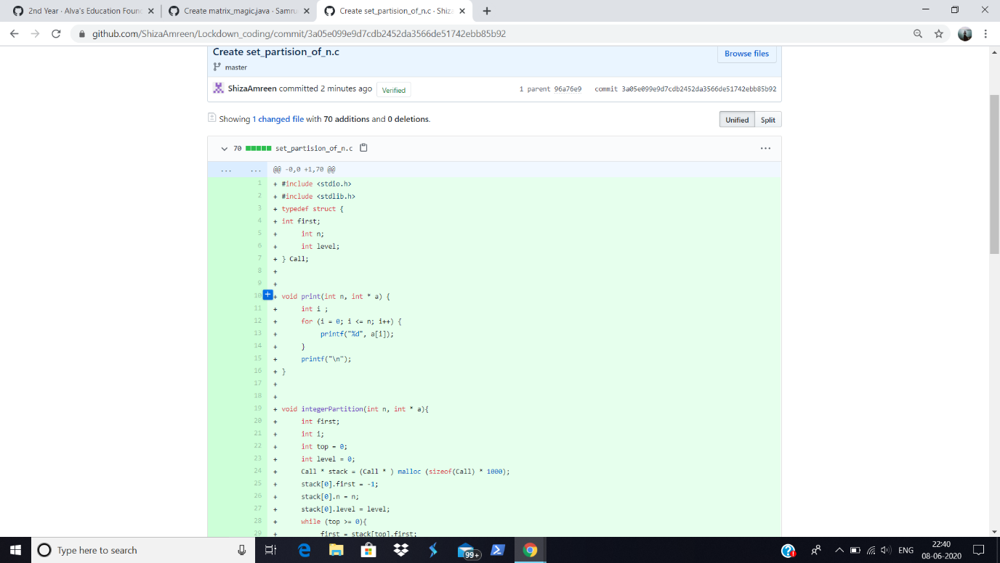 2nd Year · Alva's Education Foun
Create matrix_magic.java · Samru
Create set_partision_of_n.c · Shiza
github.com/ShizaAmreen/Lockdown_coding/commit/3a05e099e9d7cdb2452da3566de51742ebb85b92
Create set_partision_of_n.c
Browse files
master
ShizaAmreen committed 2 minutes ago Verified
1 parent 96a76e9 commit 3a05e099e9d7cdb2452da3566de51742ebb85b92
Showing 1 changed file with 70 additions and 0 deletions.
Unified Split
70 set_partision_of_n.c
... ... @@ -0,0 +1,70 @@
1 + #include <stdio.h>
2 + #include <stdlib.h>
3 + typedef struct {
4 + int first;
5 + int n;
6 + int level;
7 + } Call;
8 +
9 +
10 + void print(int n, int * a) {
11 + int i ;
12 + for (i = 0; i <= n; i++) {
13 + printf("%d", a[i]);
14 + }
15 + printf("\n");
16 + }
17 +
18 +
19 + void integerPartition(int n, int * a){
20 + int first;
21 + int i;
22 + int top = 0;
23 + int level = 0;
24 + Call * stack = (Call * ) malloc (sizeof(Call) * 1000);
25 + stack[0].first = -1;
26 + stack[0].n = n;
27 + stack[0].level = level;
28 + while (top >= 0){
29 + first = stack[top].first;
Type here to search
99+
ENG
22:40
08-06-2020